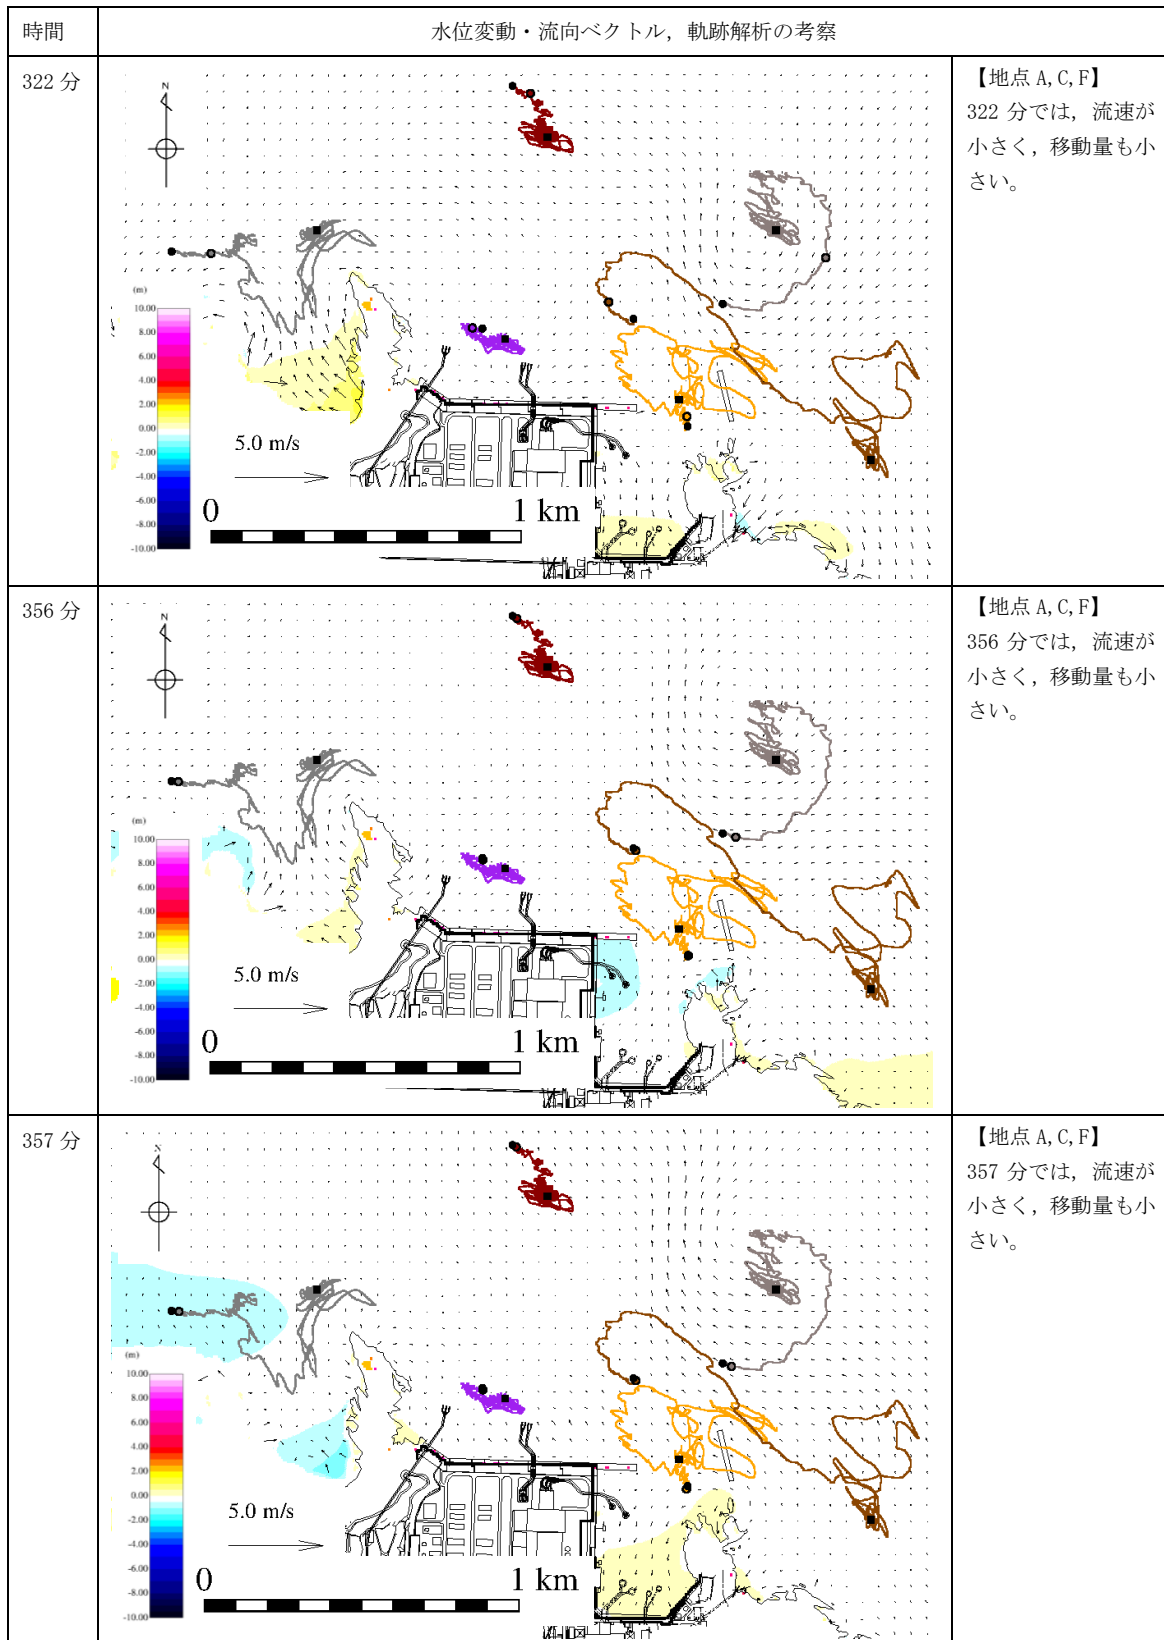 時間
水位変動・流向ベクトル，軌跡解析の考察
322 分
N
(m)
10.00
8.00
6.00
4.00
2.00
0.00
-2.00
-4.00
-6.00
-8.00
-10.00
5.0 m/s
0
1 km
【地点 A,C,F】
322 分では，流速が
小さく，移動量も小
さい。
356 分
N
(m)
10.00
8.00
6.00
4.00
2.00
0.00
-2.00
-4.00
-6.00
-8.00
-10.00
5.0 m/s
0
1 km
【地点 A,C,F】
356 分では，流速が
小さく，移動量も小
さい。
357 分
N
(m)
10.00
8.00
6.00
4.00
2.00
0.00
-2.00
-4.00
-6.00
-8.00
-10.00
5.0 m/s
0
1 km
【地点 A,C,F】
357 分では，流速が
小さく，移動量も小
さい。